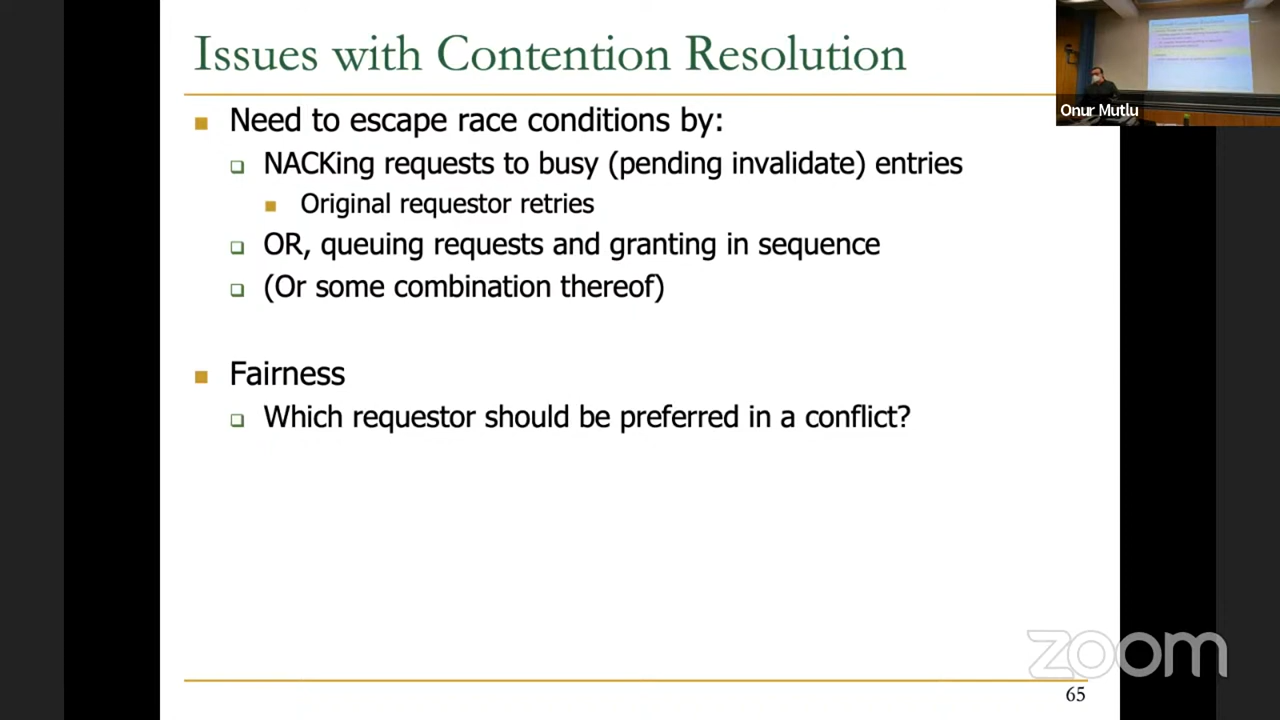 Issues with Contention Resolution
Need to escape race conditions by:
NACKing requests to busy (pending invalidate) entries
Original requestor retries
OR, queuing requests and granting in sequence
(Or some combination thereof)
Fairness
Which requestor should be preferred in a conflict?
Onur Mutlu
zoom
65